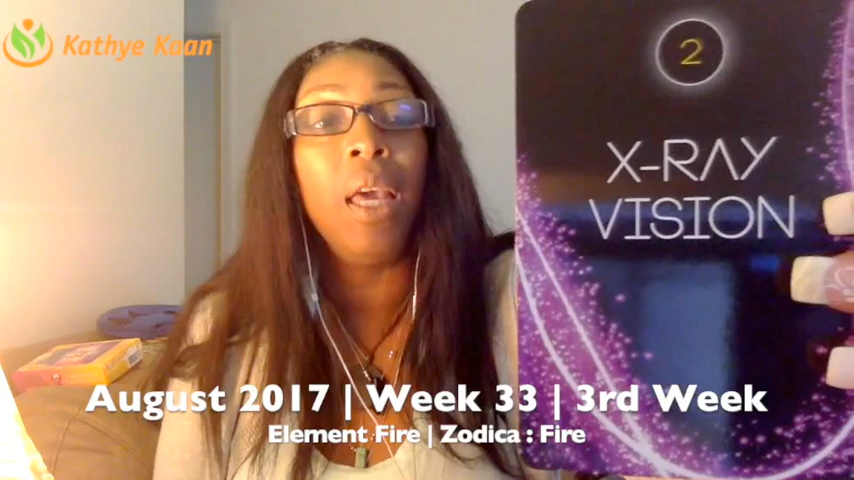 Kathye Kaan
2
X-RAY
VISION
August 2017 | Week 33 | 3rd Week
Element Fire | Zodica : Fire